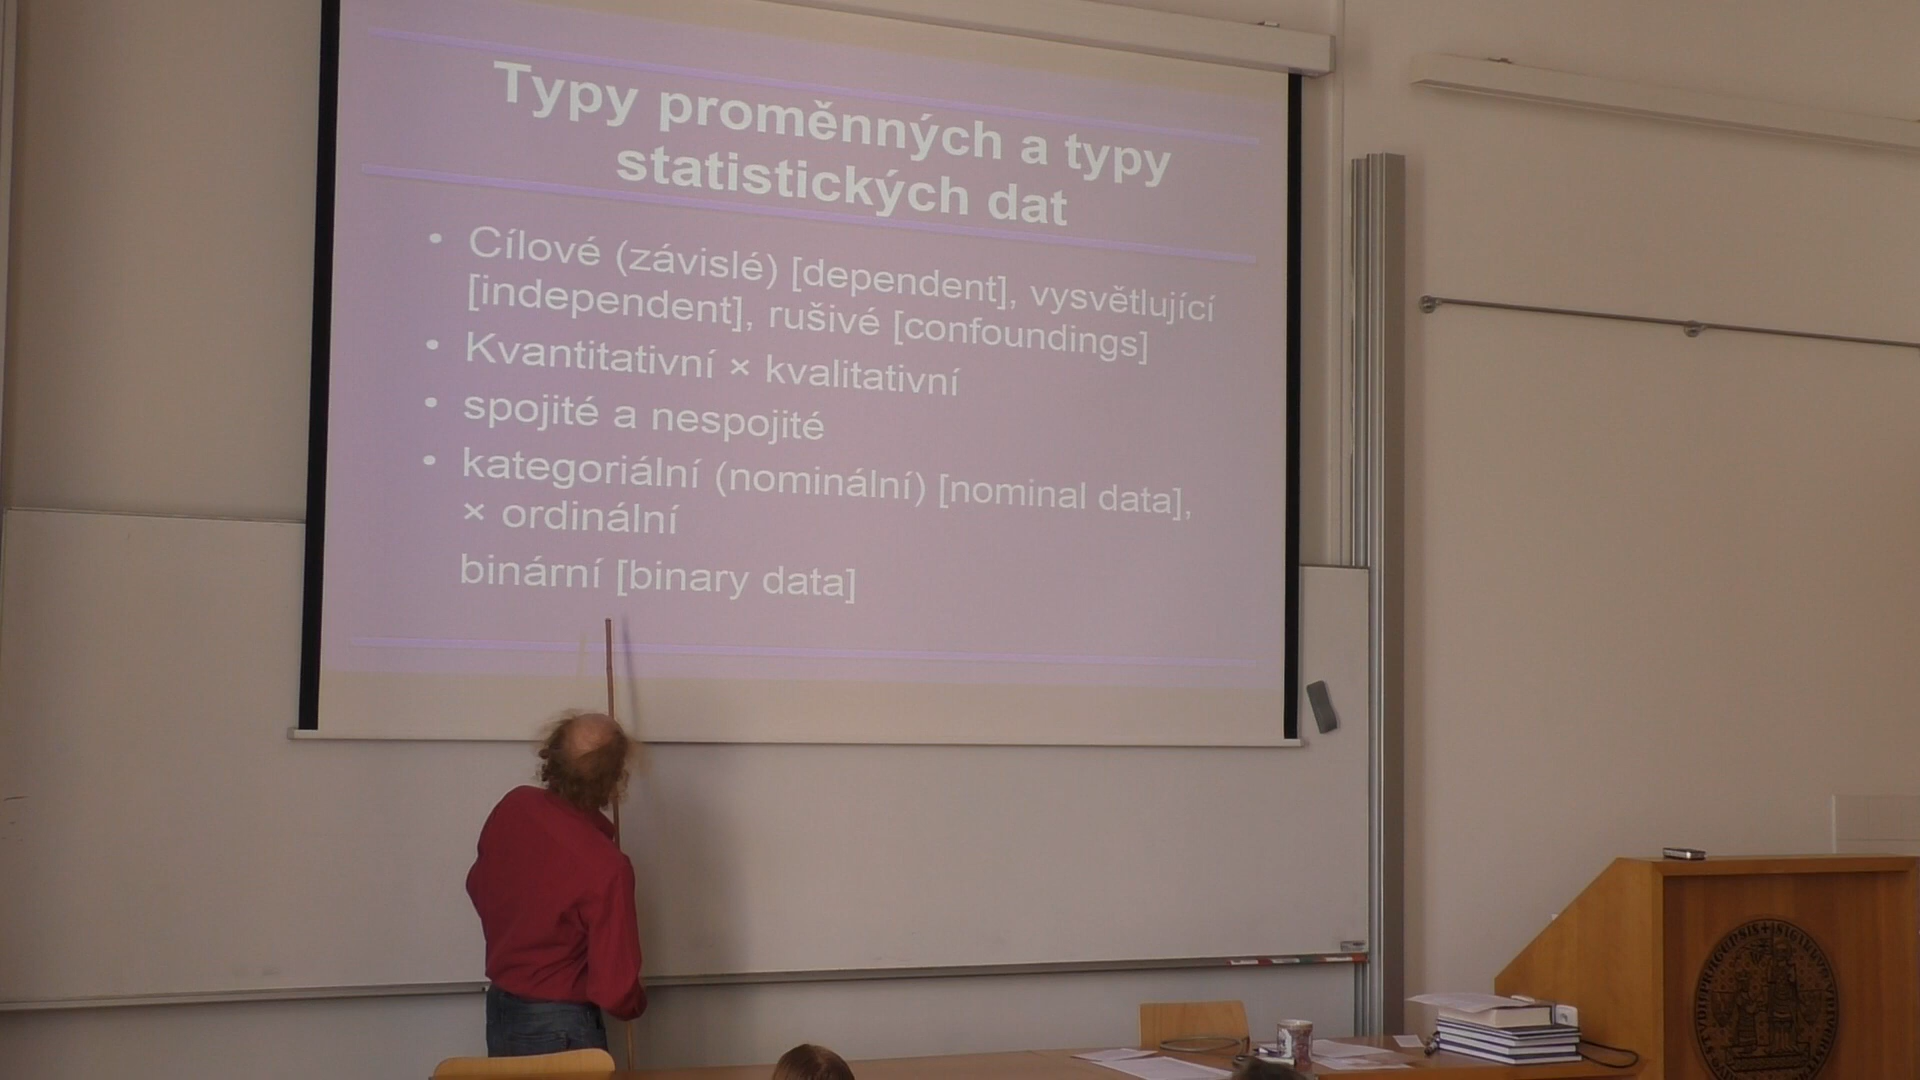 Typy proměnných a typy
statistických dat
• Cílové (závislé) [dependent], vysvětlující
[independent], rušivé [confoundings]
• Kvantitativní × kvalitativní
• spojité a nespojité
• kategoriální (nominální) [nominal data],
× ordinální
binární [binary data]